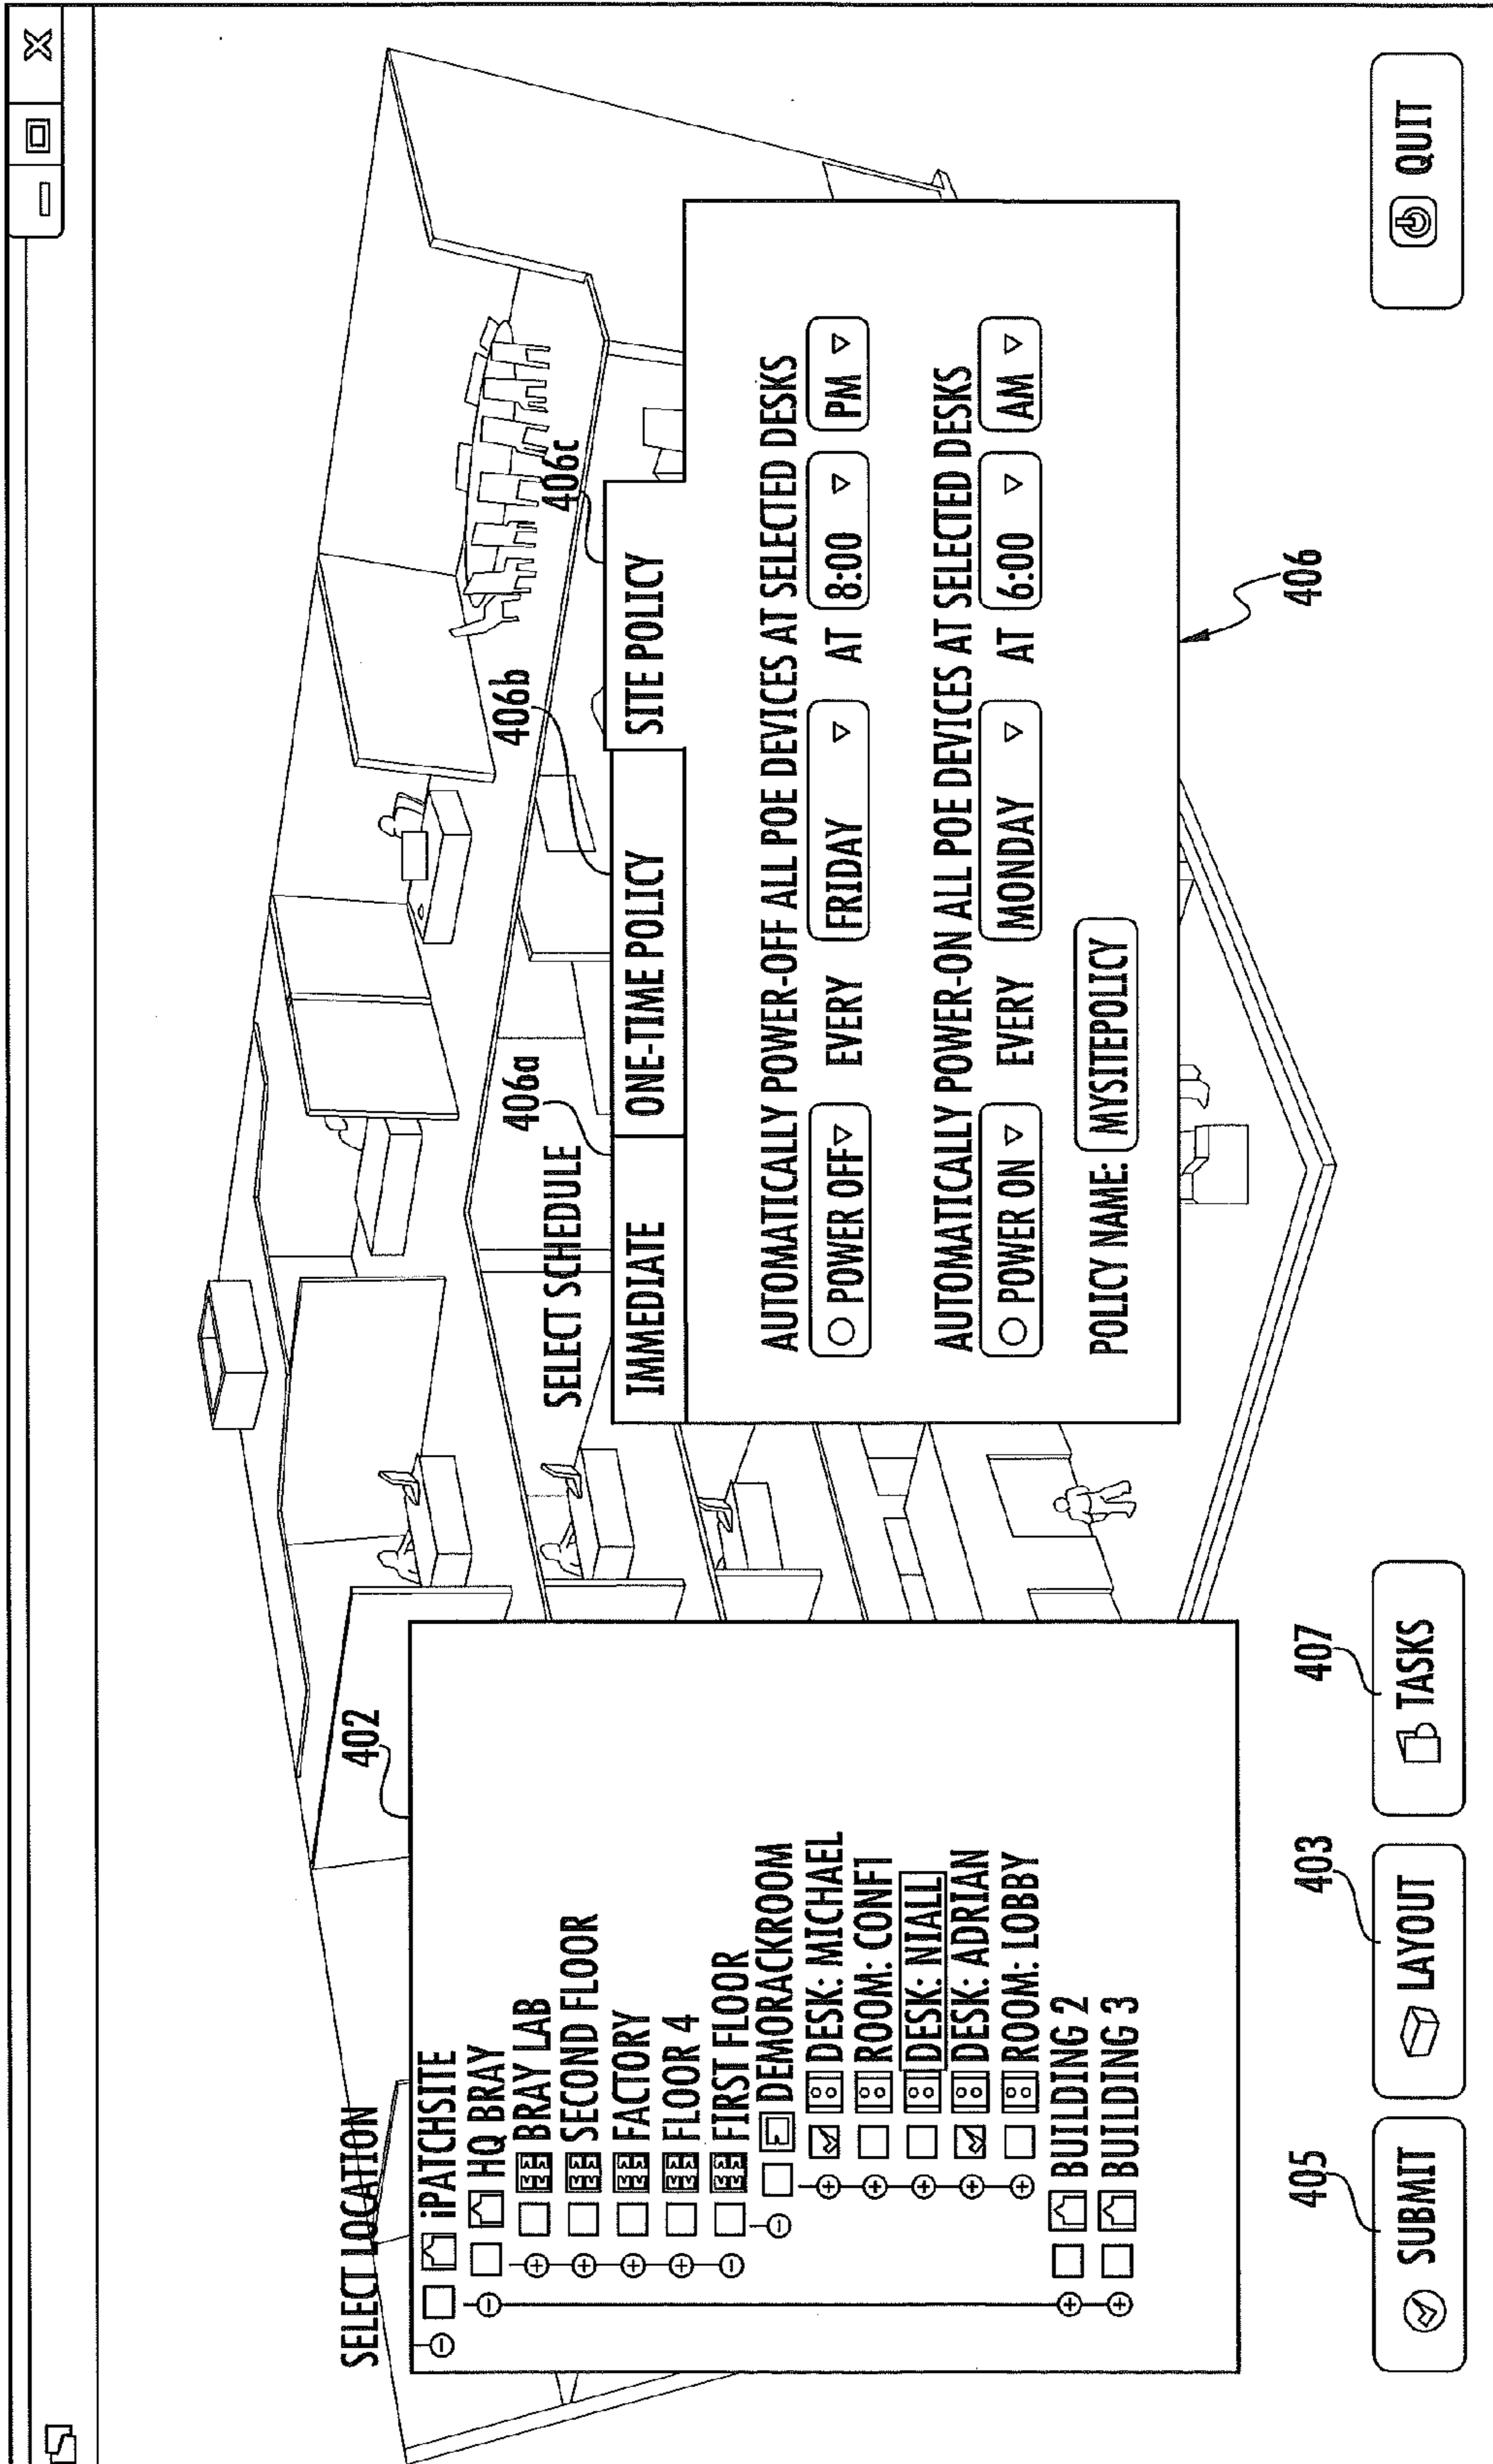 SELECT LOCATION
402
iPATCHSITE
HQ BRAY
BRAY LAB
SECOND FLOOR
FACTORY
FLOOR 4
FIRST FLOOR
DEMORACKROOM
DESK: MICHAEL
ROOM: CONF1
DESK: NIALL
DESK: ADRIAN
ROOM: LOBBY
BUILDING 2
BUILDING 3
SELECT SCHEDULE
406a
406b
406c
IMMEDIATE
ONE-TIME POLICY
SITE POLICY
AUTOMATICALLY POWER-OFF ALL POE DEVICES AT SELECTED DESKS
POWER OFF EVERY FRIDAY AT 8:00 PM
AUTOMATICALLY POWER-ON ALL POE DEVICES AT SELECTED DESKS
POWER ON EVERY MONDAY AT 6:00 AM
POLICY NAME: MYSITEPOLICY
406
405
403
407
SUBMIT
LAYOUT
TASKS
QUIT